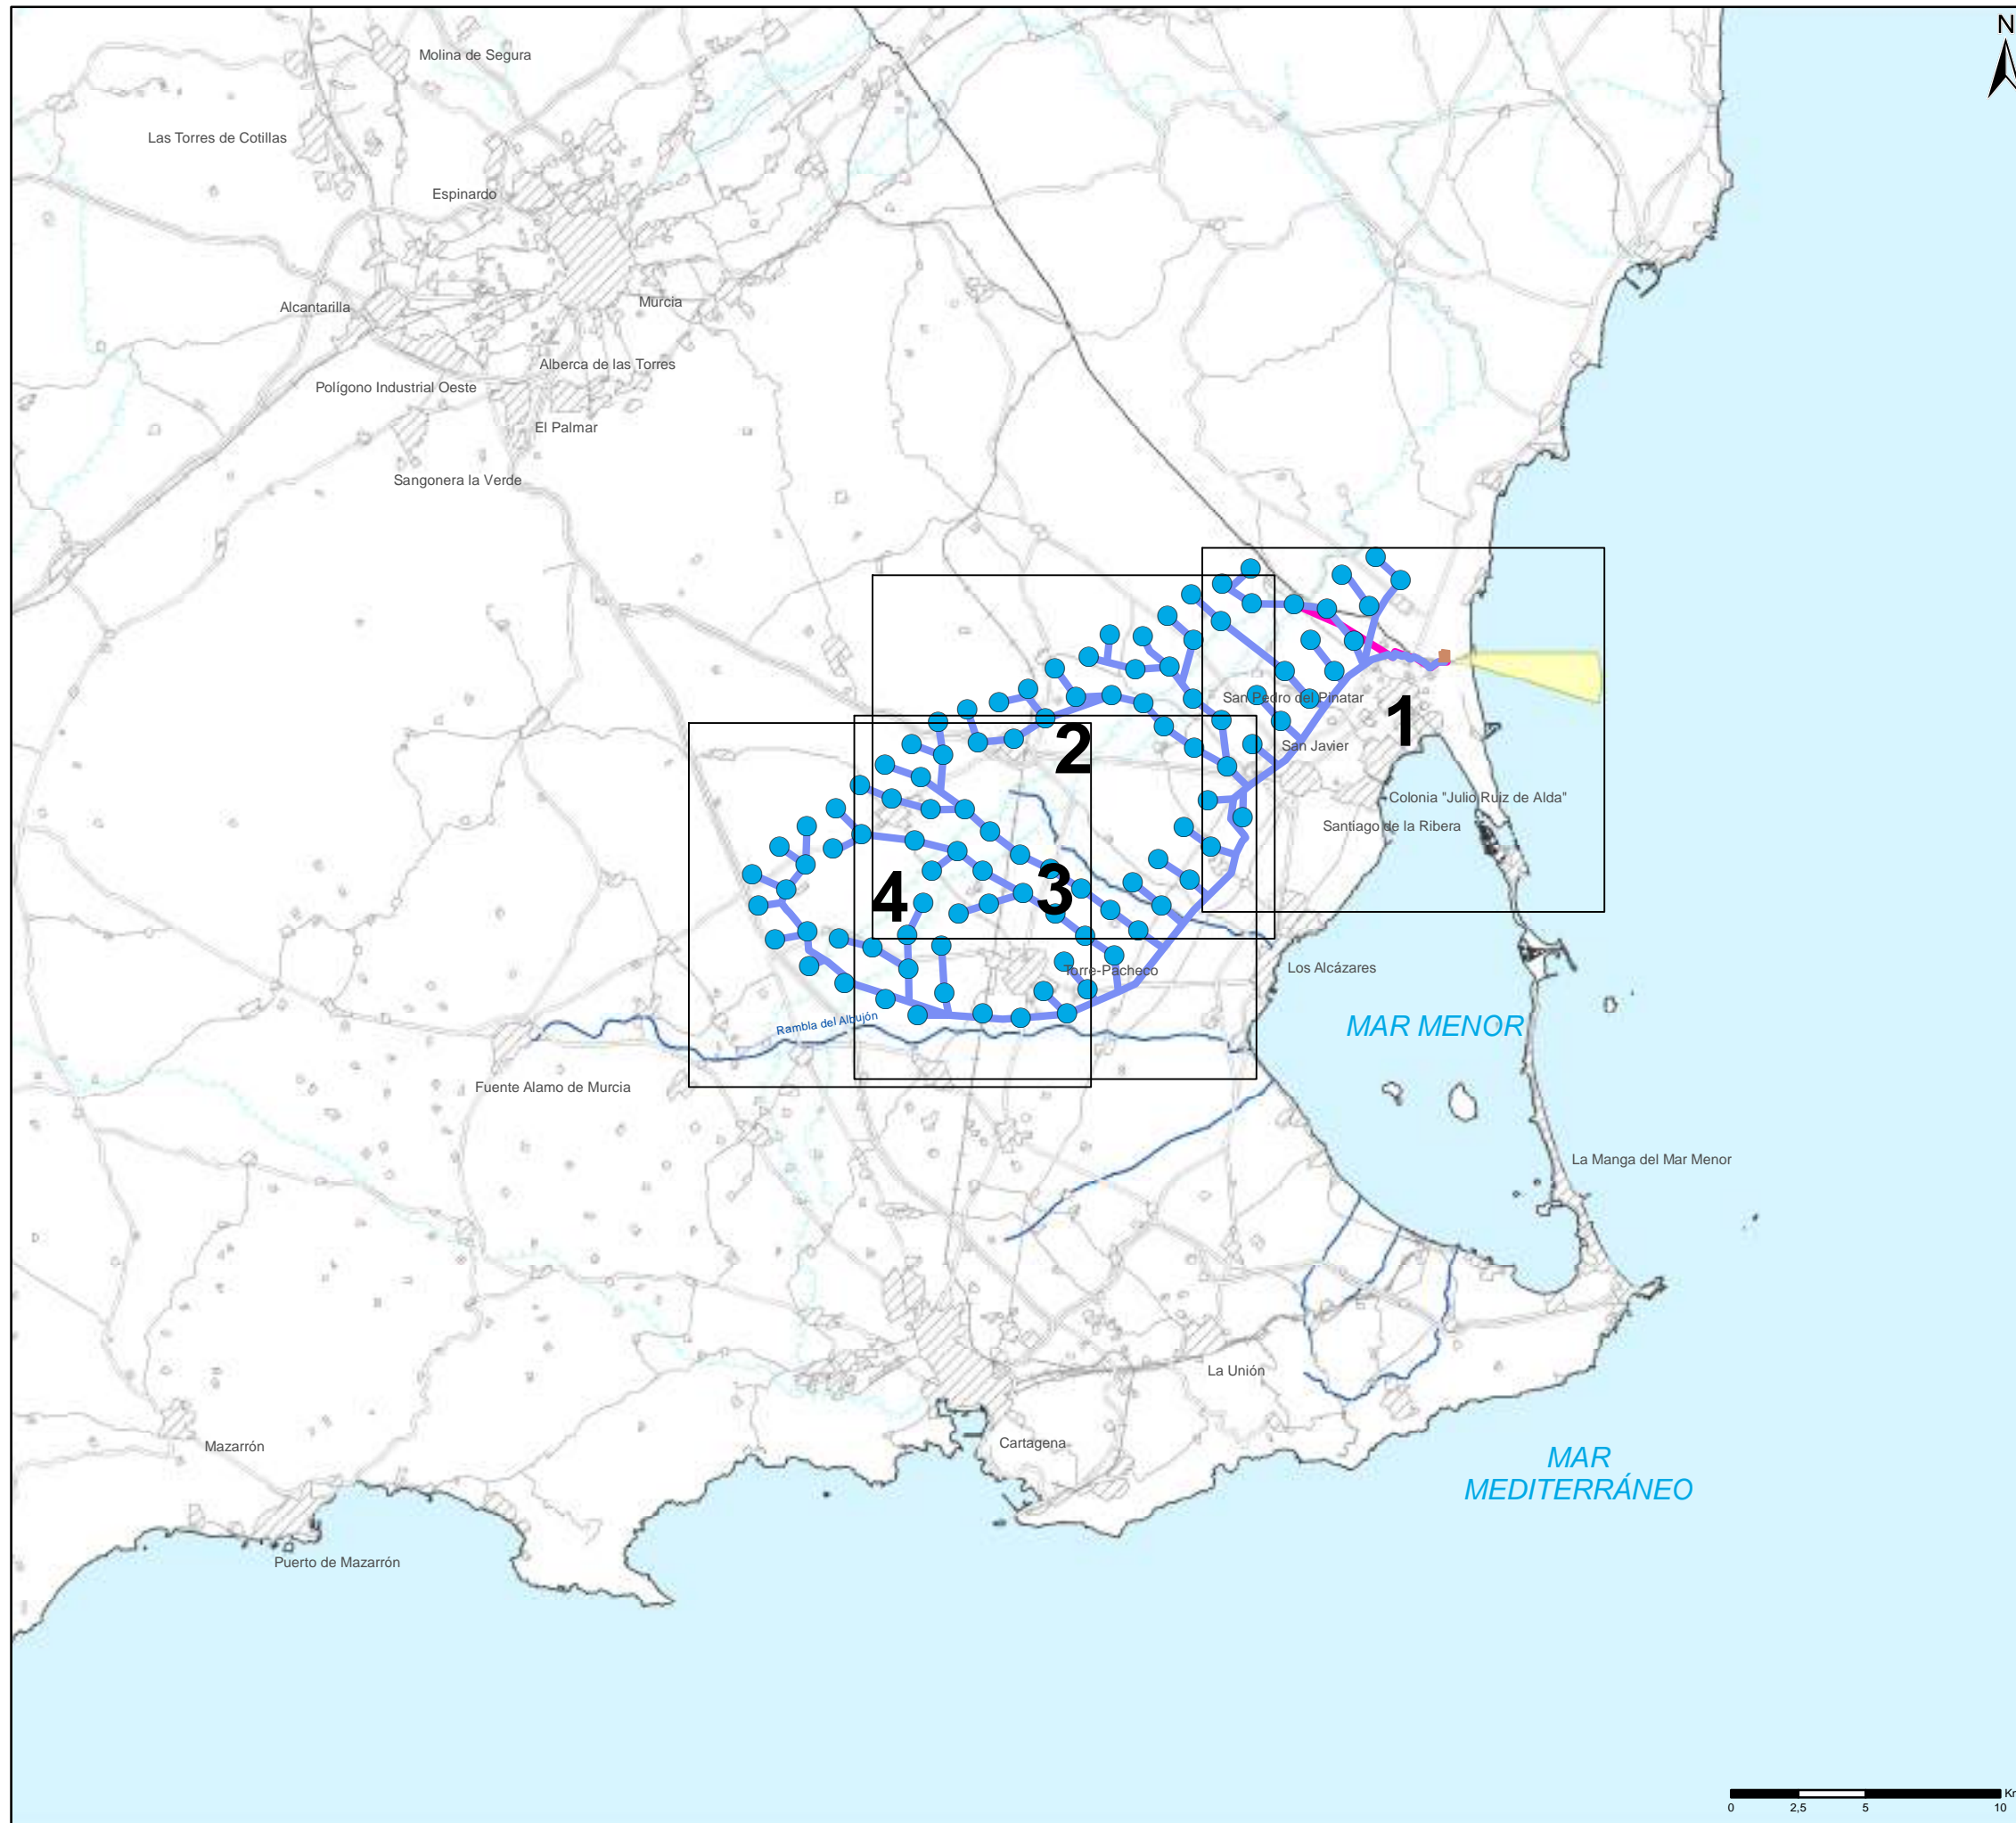 N
Molina de Segura
Las Torres de Cotillas
Espinardo
Murcia
Alcantarilla
Alberca de las Torres
Polígono Industrial Oeste
El Palmar
Sangonera la Verde
San Pedro del Pinatar
1
2
San Javier
Colonia "Julio Ruiz de Alda"
Santiago de la Ribera
3
4
Torre-Pacheco
Los Alcázares
Rambla del Albujón
MAR MENOR
Fuente Alamo de Murcia
La Manga del Mar Menor
La Unión
Mazarrón
Cartagena
MAR
MEDITERRÁNEO
Puerto de Mazarrón
0 2,5 5 10